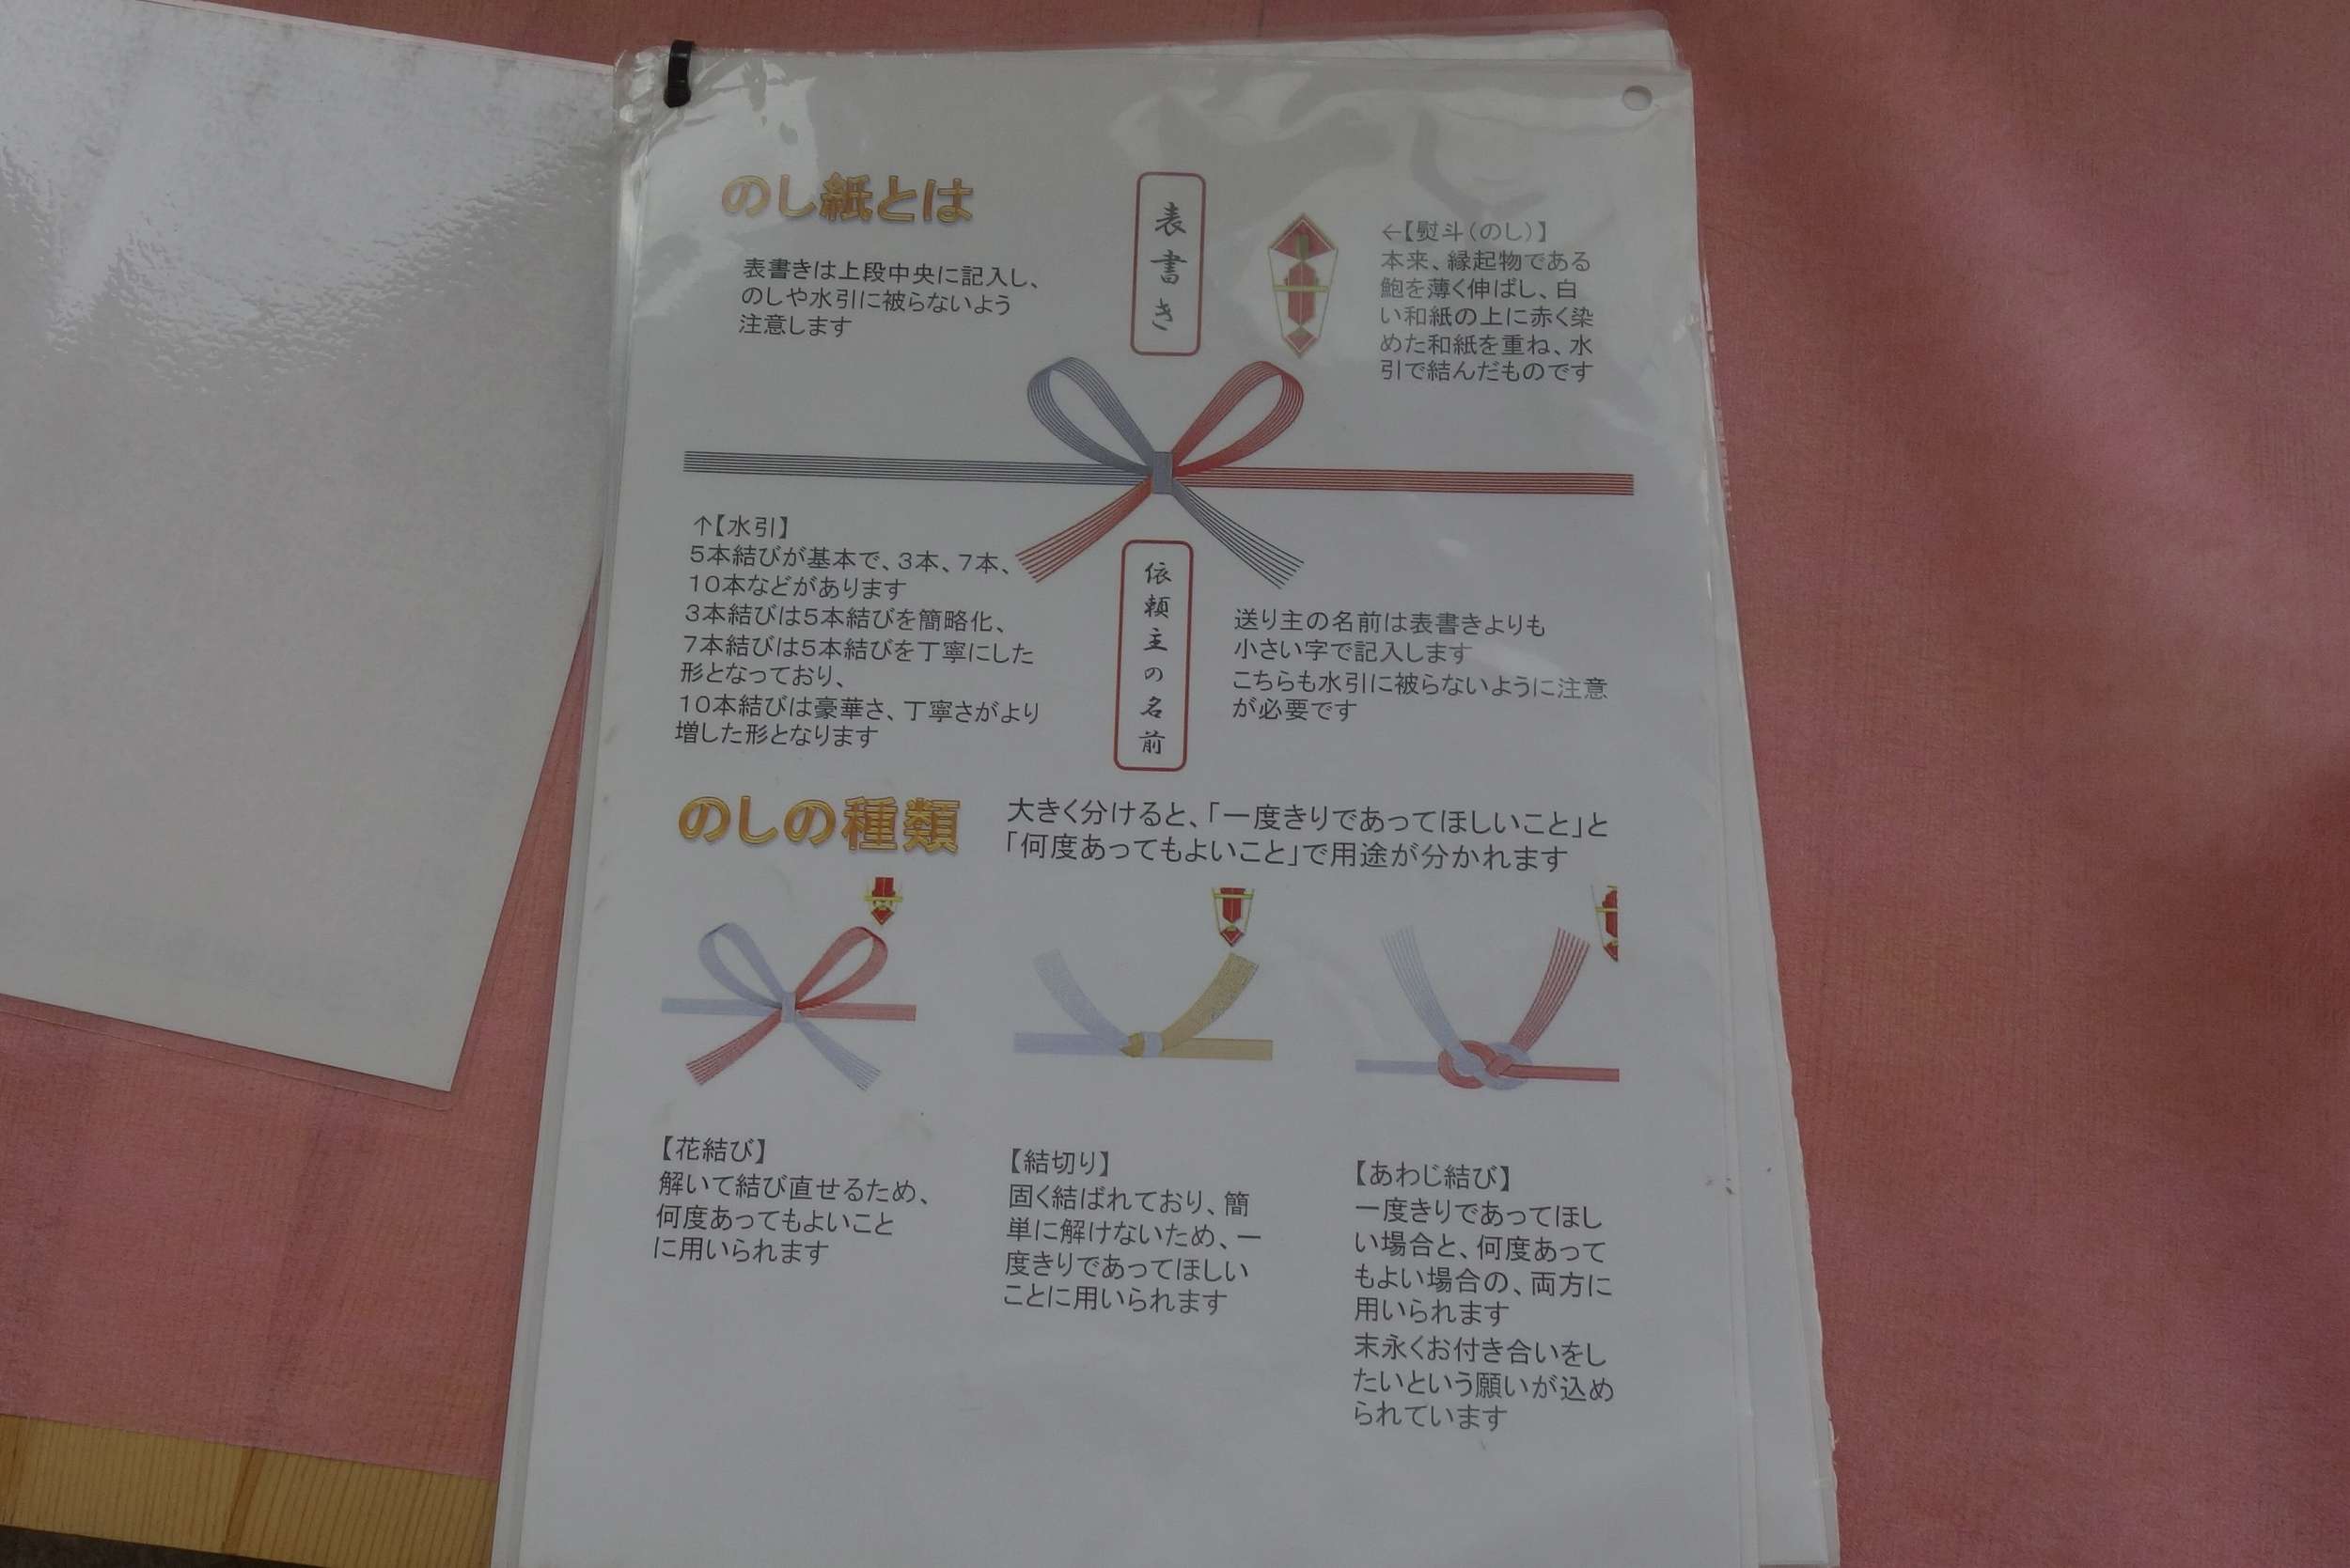 のし紙とは
表書きは上段中央に記入し、
のしや水引に被らないよう
注意します
表書き
←【熨斗(のし)】
本来、縁起物である
鮑を薄く伸ばし、白
い和紙の上に赤く染
めた和紙を重ね、水
引で結んだものです
↑【水引】
5本結びが基本で、3本、7本、
10本などがあります
3本結びは5本結びを簡略化、
7本結びは5本結びを丁寧にした
形となっており、
10本結びは豪華さ、丁寧さがより
増した形となります
依頼主の名前
送り主の名前は表書きよりも
小さい字で記入します
こちらも水引に被らないように注意
が必要です
のしの種類
大きく分けると、「一度きりであってほしいこと」と
「何度あってもよいこと」で用途が分かれます
【花結び】
解いて結び直せるため、
何度あってもよいこと
に用いられます
【結切り】
固く結ばれており、簡
単に解けないため、一
度きりであってほしい
ことに用いられます
【あわじ結び】
一度きりであってほし
い場合と、何度あって
もよい場合の、両方に
用いられます
末永くお付き合いをし
たいという願いが込め
られています